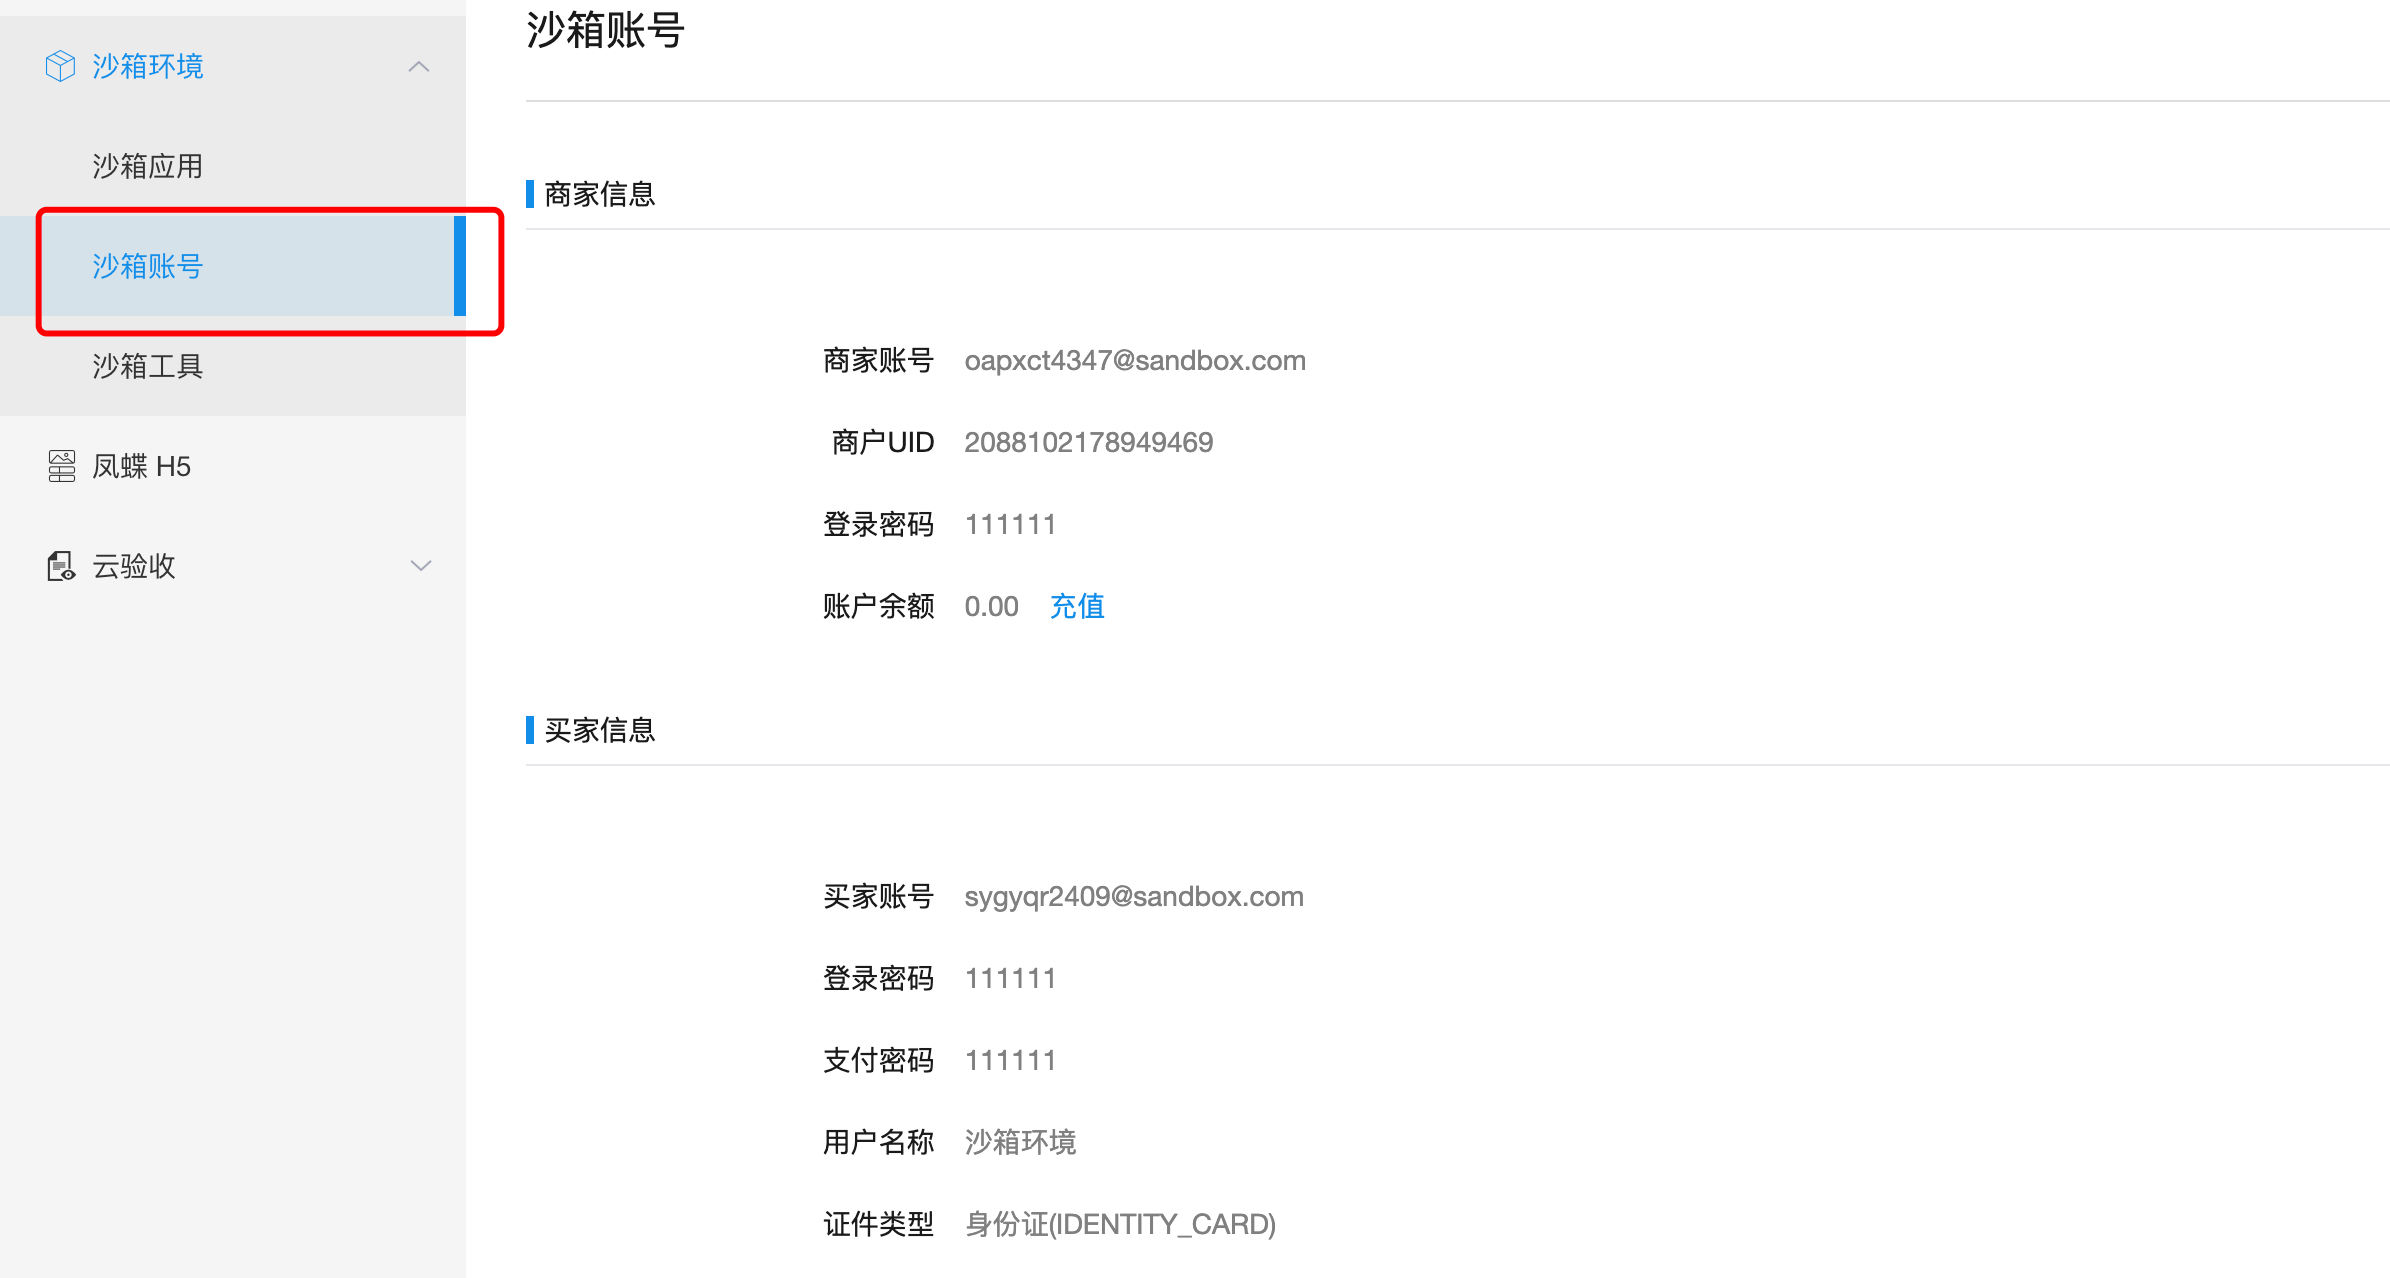 沙箱环境
沙箱应用
沙箱账号
沙箱工具
凤蝶 H5
云验收
沙箱账号
商家信息
商家账号 oapxct4347@sandbox.com
商户UID 2088102178949469
登录密码 111111
账户余额 0.00 充值
买家信息
买家账号 sygyqr2409@sandbox.com
登录密码 111111
支付密码 111111
用户名称 沙箱环境
证件类型 身份证(IDENTITY_CARD)